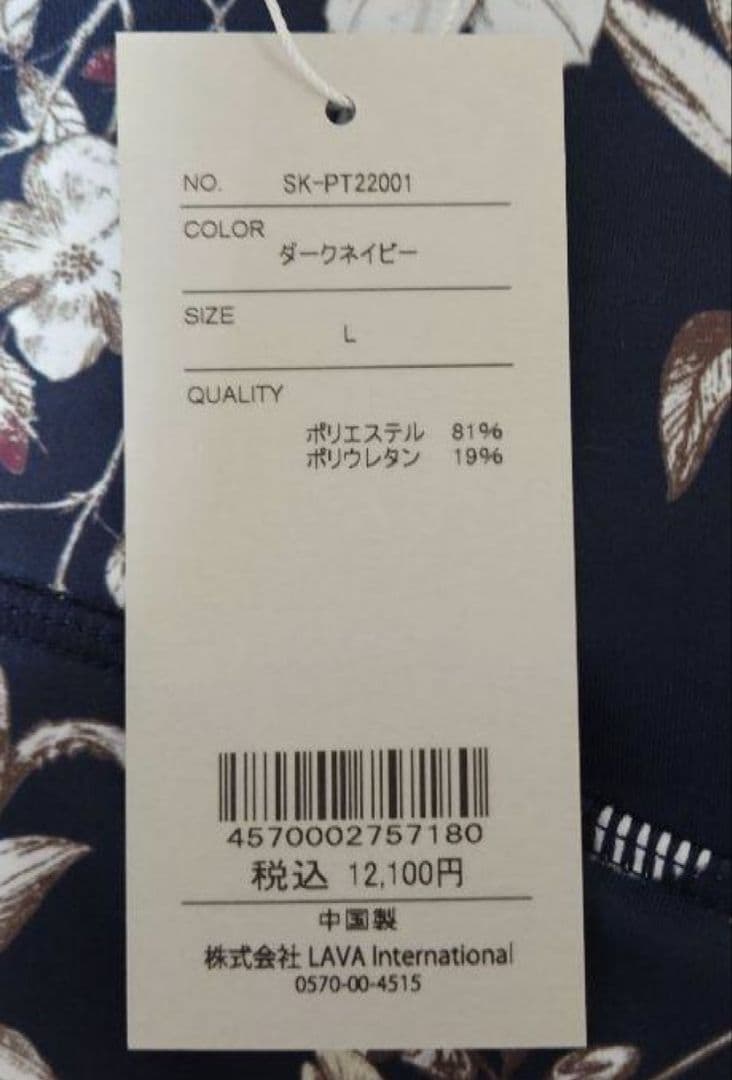 NO. SK-PT22001
COLOR
ダークネイビー
SIZE
L
QUALITY
ポリエステル 81%
ポリウレタン 19%
4570002757180
税込 12,100円
中国製
株式会社 LAVA International
0570-00-4515